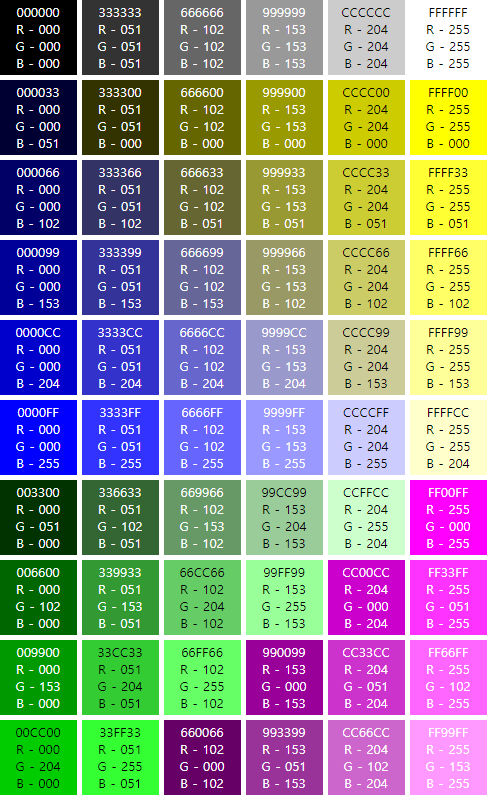 000000 333333 666666 999999 CCCCCC FFFFFF
R - 000 R - 051 R - 102 R - 153 R - 204 R - 255
G - 000 G - 051 G - 102 G - 153 G - 204 G - 255
B - 000 B - 051 B - 102 B - 153 B - 204 B - 255
000033 333300 666600 999900 CCCC00 FFFF00
R - 000 R - 051 R - 102 R - 153 R - 204 R - 255
G - 000 G - 051 G - 102 G - 153 G - 204 G - 255
B - 051 B - 000 B - 000 B - 000 B - 000 B - 000
000066 333366 666633 999933 CCCC33 FFFF33
R - 000 R - 051 R - 102 R - 153 R - 204 R - 255
G - 000 G - 051 G - 102 G - 153 G - 204 G - 255
B - 102 B - 102 B - 051 B - 051 B - 051 B - 051
000099 333399 666699 999966 CCCC66 FFFF66
R - 000 R - 051 R - 102 R - 153 R - 204 R - 255
G - 000 G - 051 G - 102 G - 153 G - 204 G - 255
B - 153 B - 153 B - 153 B - 102 B - 102 B - 102
0000CC 3333CC 6666CC 9999CC CCCC99 FFFF99
R - 000 R - 051 R - 102 R - 153 R - 204 R - 255
G - 000 G - 051 G - 102 G - 153 G - 204 G - 255
B - 204 B - 204 B - 204 B - 204 B - 153 B - 153
0000FF 3333FF 6666FF 9999FF CCCCFF FFFFCC
R - 000 R - 051 R - 102 R - 153 R - 204 R - 255
G - 000 G - 051 G - 102 G - 153 G - 204 G - 255
B - 255 B - 255 B - 255 B - 255 B - 255 B - 204
003300 336633 669966 99CC99 CCFFCC FF00FF
R - 000 R - 051 R - 102 R - 153 R - 204 R - 255
G - 051 G - 102 G - 153 G - 204 G - 255 G - 000
B - 000 B - 051 B - 102 B - 153 B - 204 B - 255
006600 339933 66CC66 99FF99 CC00CC FF33FF
R - 000 R - 051 R - 102 R - 153 R - 204 R - 255
G - 102 G - 153 G - 204 G - 255 G - 000 G - 051
B - 000 B - 051 B - 102 B - 153 B - 204 B - 255
009900 33CC33 66FF66 990099 CC33CC FF66FF
R - 000 R - 051 R - 102 R - 153 R - 204 R - 255
G - 153 G - 204 G - 255 G - 000 G - 051 G - 102
B - 000 B - 051 B - 102 B - 153 B - 204 B - 255
00CC00 33FF33 660066 993399 CC66CC FF99FF
R - 000 R - 051 R - 102 R - 153 R - 204 R - 255
G - 204 G - 255 G - 000 G - 051 G - 102 G - 153
B - 000 B - 051 B - 102 B - 153 B - 204 B - 255